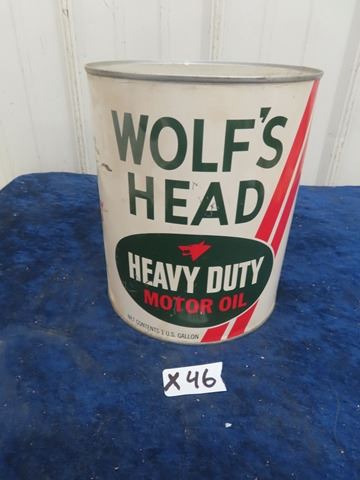 WOLF'S
HEAD
HEAVY DUTY
MOTOR OIL
NET CONTENTS 1 U.S. GALLON
X46